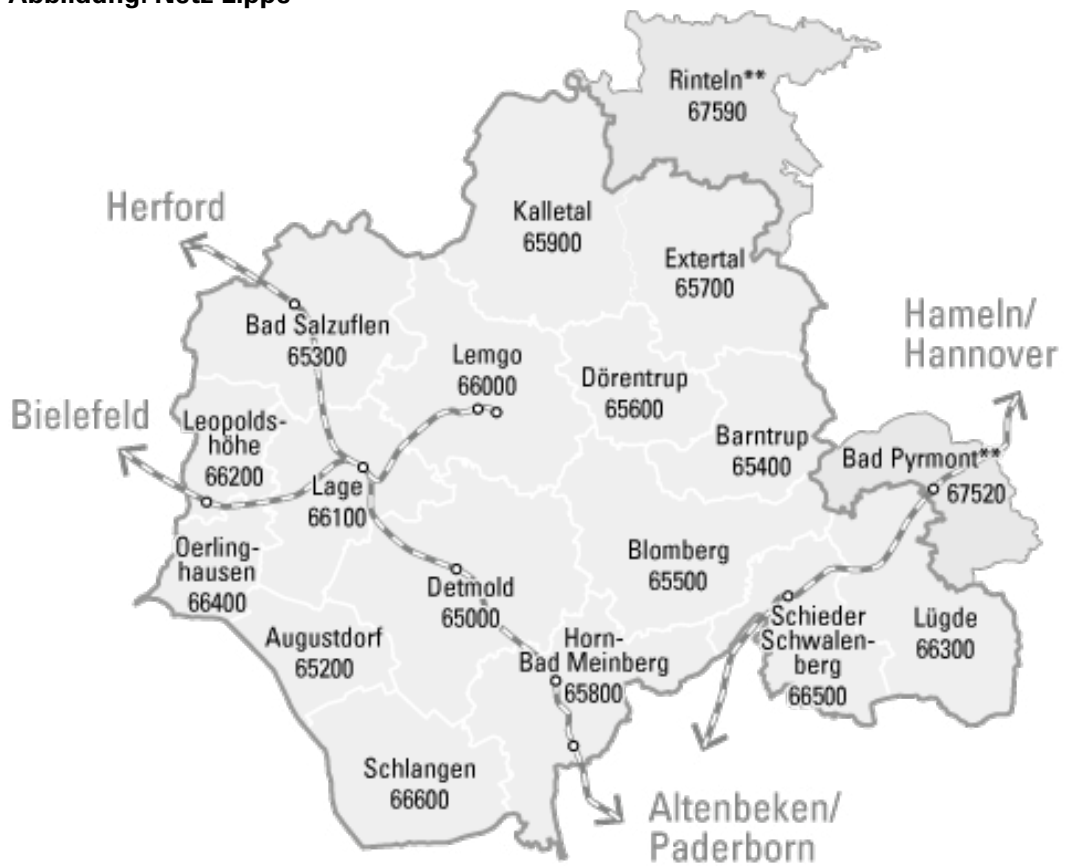 Abbildung: Netz Lippe
Rinteln**
67590
Herford
Kalletal
65900
Extertal
65700
Hameln/
Hannover
Bad Salzuflen
65300
Lemgo
66000
Dörentrup
65600
Bielefeld
Leopolds-
höhe
66200
Barntrup
65400
Bad Pyrmont**
67520
Lage
66100
Oerling-
hausen
66400
Blomberg
65500
Detmold
65000
Schieder
Schwalen-
berg
66500
Lügde
66300
Augustdorf
65200
Horn-
Bad Meinberg
65800
Schlangen
66600
Altenbeken/
Paderborn